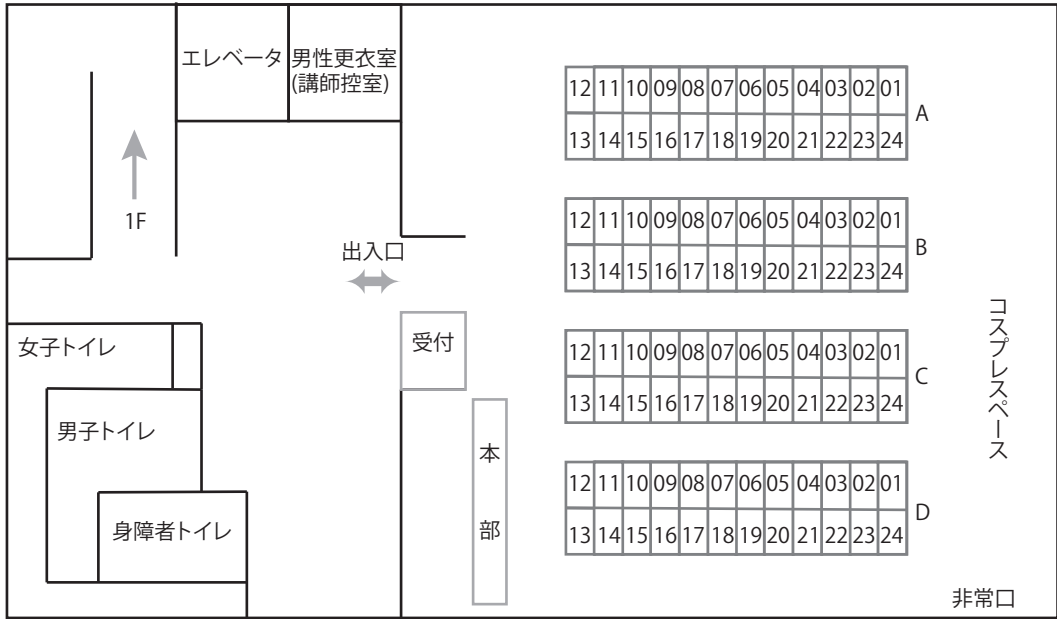 エレベータ
男性更衣室
(講師控室)
1F
出入口
受付
女子トイレ
男子トイレ
身障者トイレ
本部
12 11 10 09 08 07 06 05 04 03 02 01
A
13 14 15 16 17 18 19 20 21 22 23 24
12 11 10 09 08 07 06 05 04 03 02 01
B
13 14 15 16 17 18 19 20 21 22 23 24
12 11 10 09 08 07 06 05 04 03 02 01
C
13 14 15 16 17 18 19 20 21 22 23 24
12 11 10 09 08 07 06 05 04 03 02 01
D
13 14 15 16 17 18 19 20 21 22 23 24
コスプレスペース
非常口